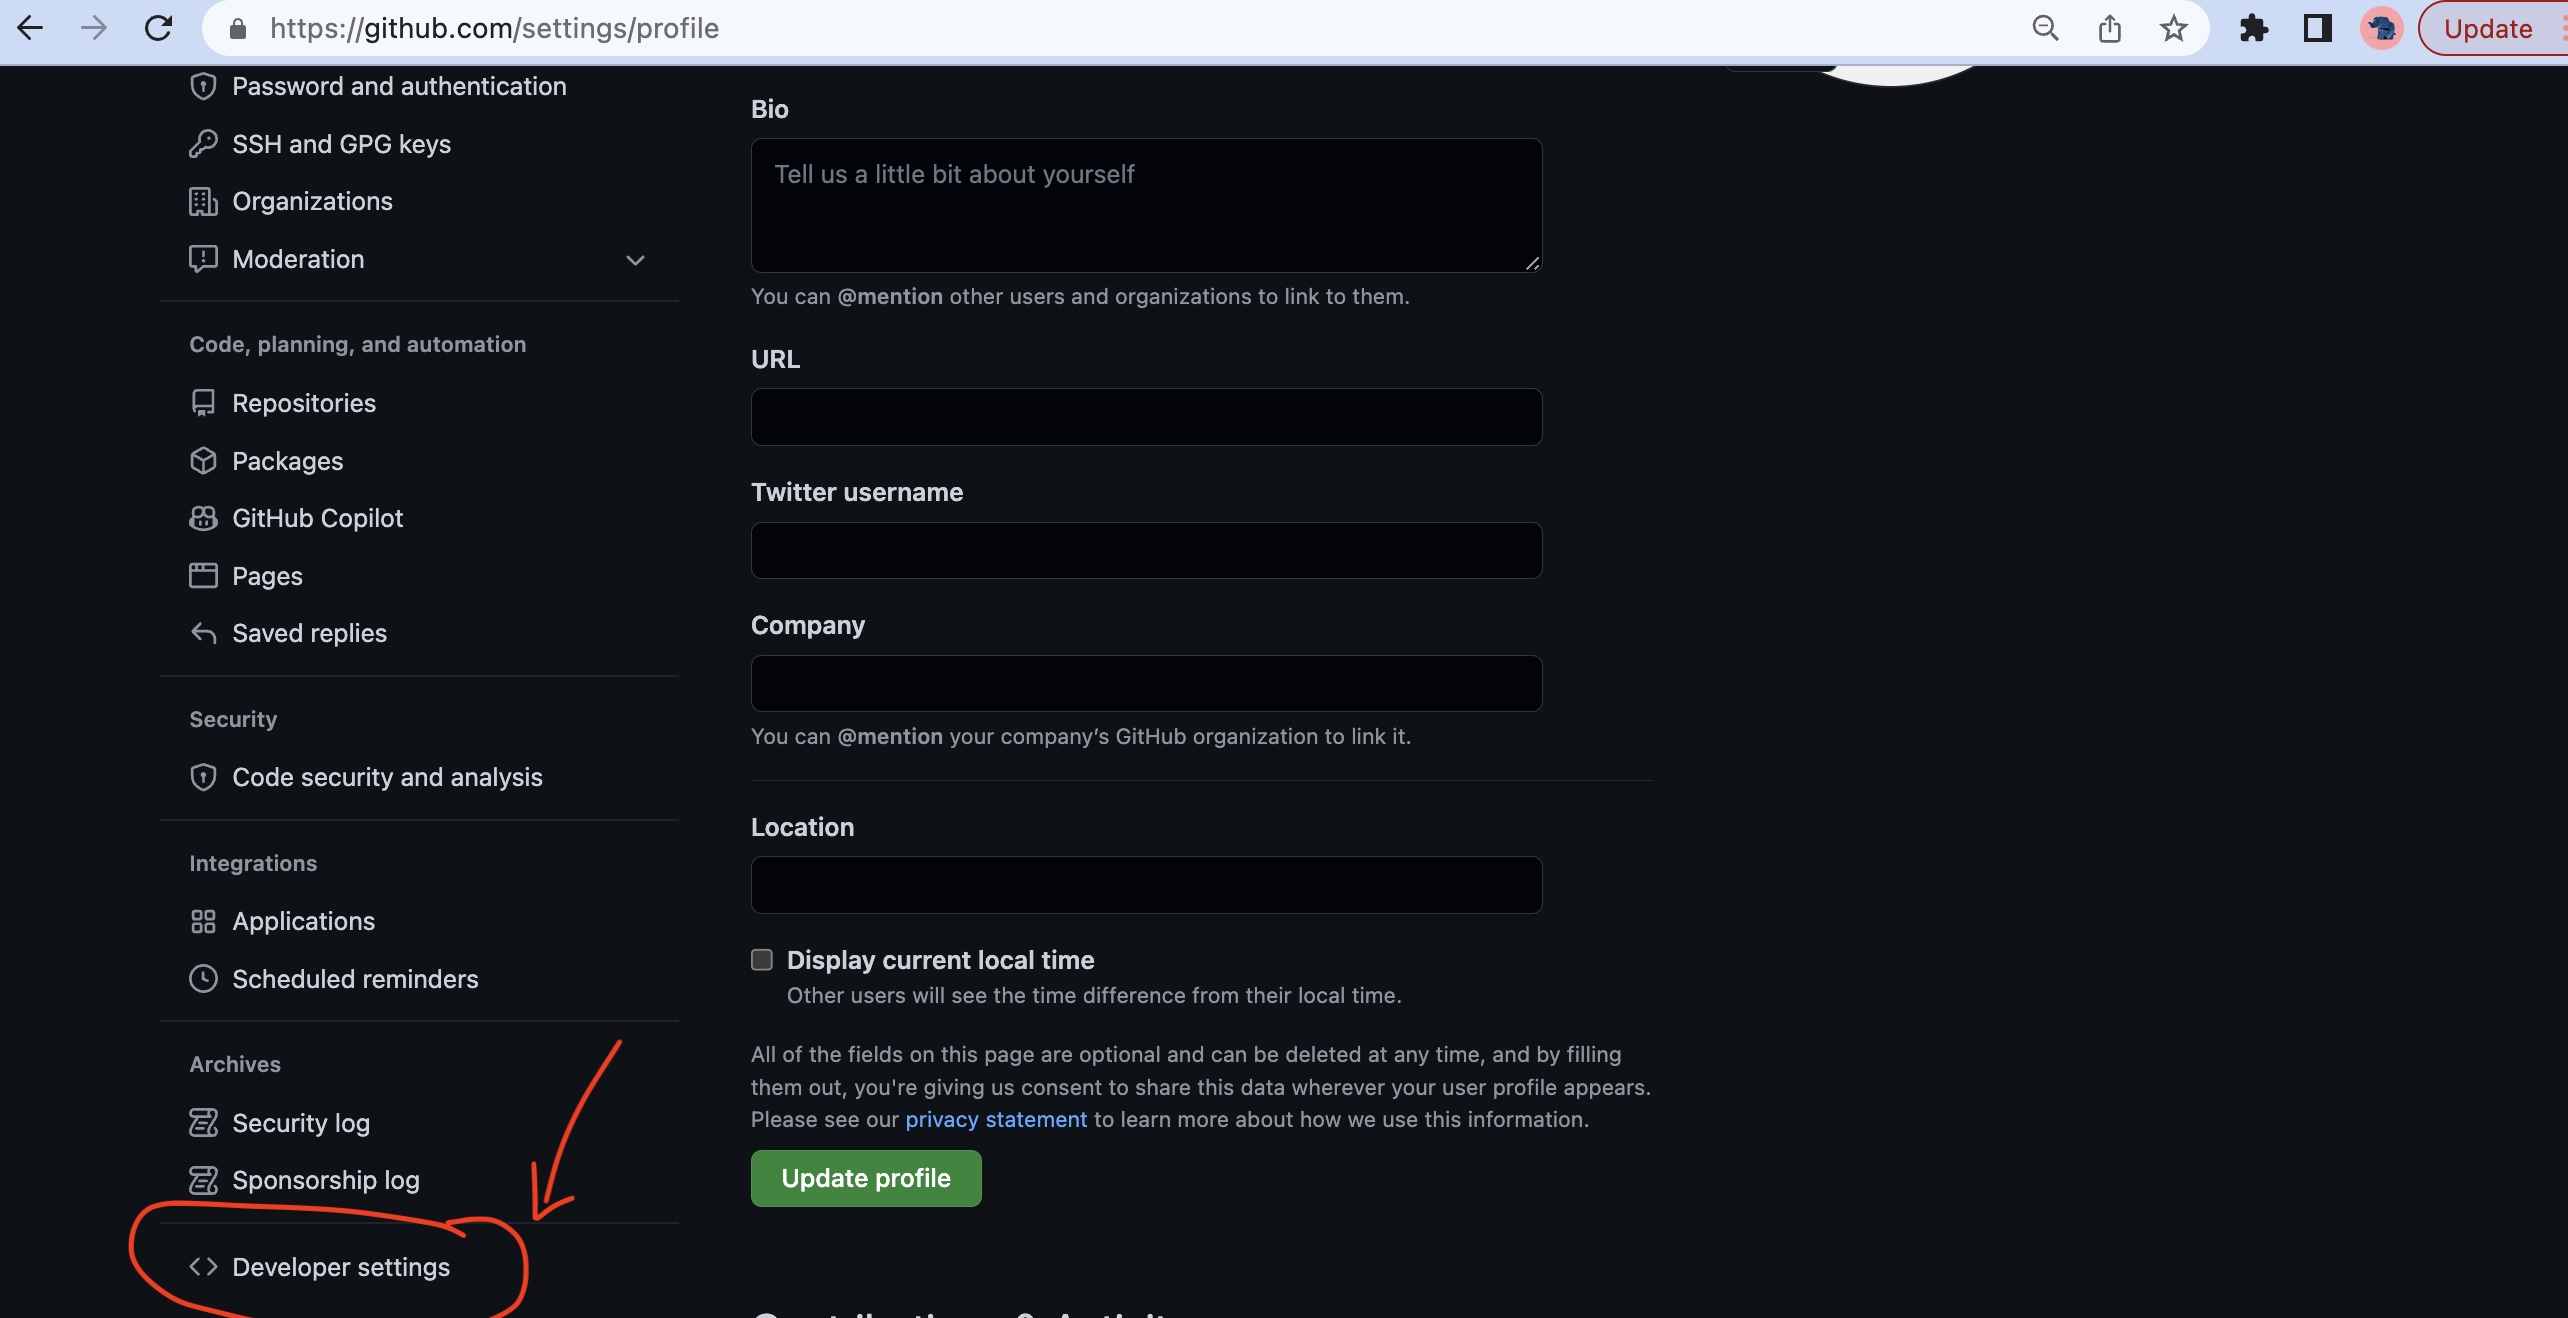 https://github.com/settings/profile
Update
Password and authentication
SSH and GPG keys
Organizations
Moderation
Code, planning, and automation
Repositories
Packages
GitHub Copilot
Pages
Saved replies
Security
Code security and analysis
Integrations
Applications
Scheduled reminders
Archives
Security log
Sponsorship log
Developer settings
Bio
Tell us a little bit about yourself
You can @mention other users and organizations to link to them.
URL
Twitter username
Company
You can @mention your company’s GitHub organization to link it.
Location
Display current local time
Other users will see the time difference from their local time.
All of the fields on this page are optional and can be deleted at any time, and by filling
them out, you're giving us consent to share this data wherever your user profile appears.
Please see our privacy statement to learn more about how we use this information.
Update profile